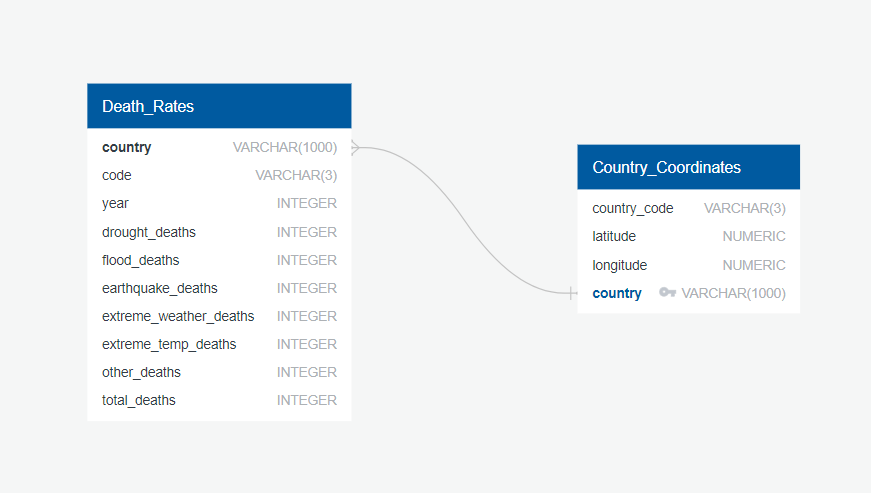 Death_Rates
country VARCHAR(1000)
code VARCHAR(3)
year INTEGER
drought_deaths INTEGER
flood_deaths INTEGER
earthquake_deaths INTEGER
extreme_weather_deaths INTEGER
extreme_temp_deaths INTEGER
other_deaths INTEGER
total_deaths INTEGER
Country_Coordinates
country_code VARCHAR(3)
latitude NUMERIC
longitude NUMERIC
country VARCHAR(1000)